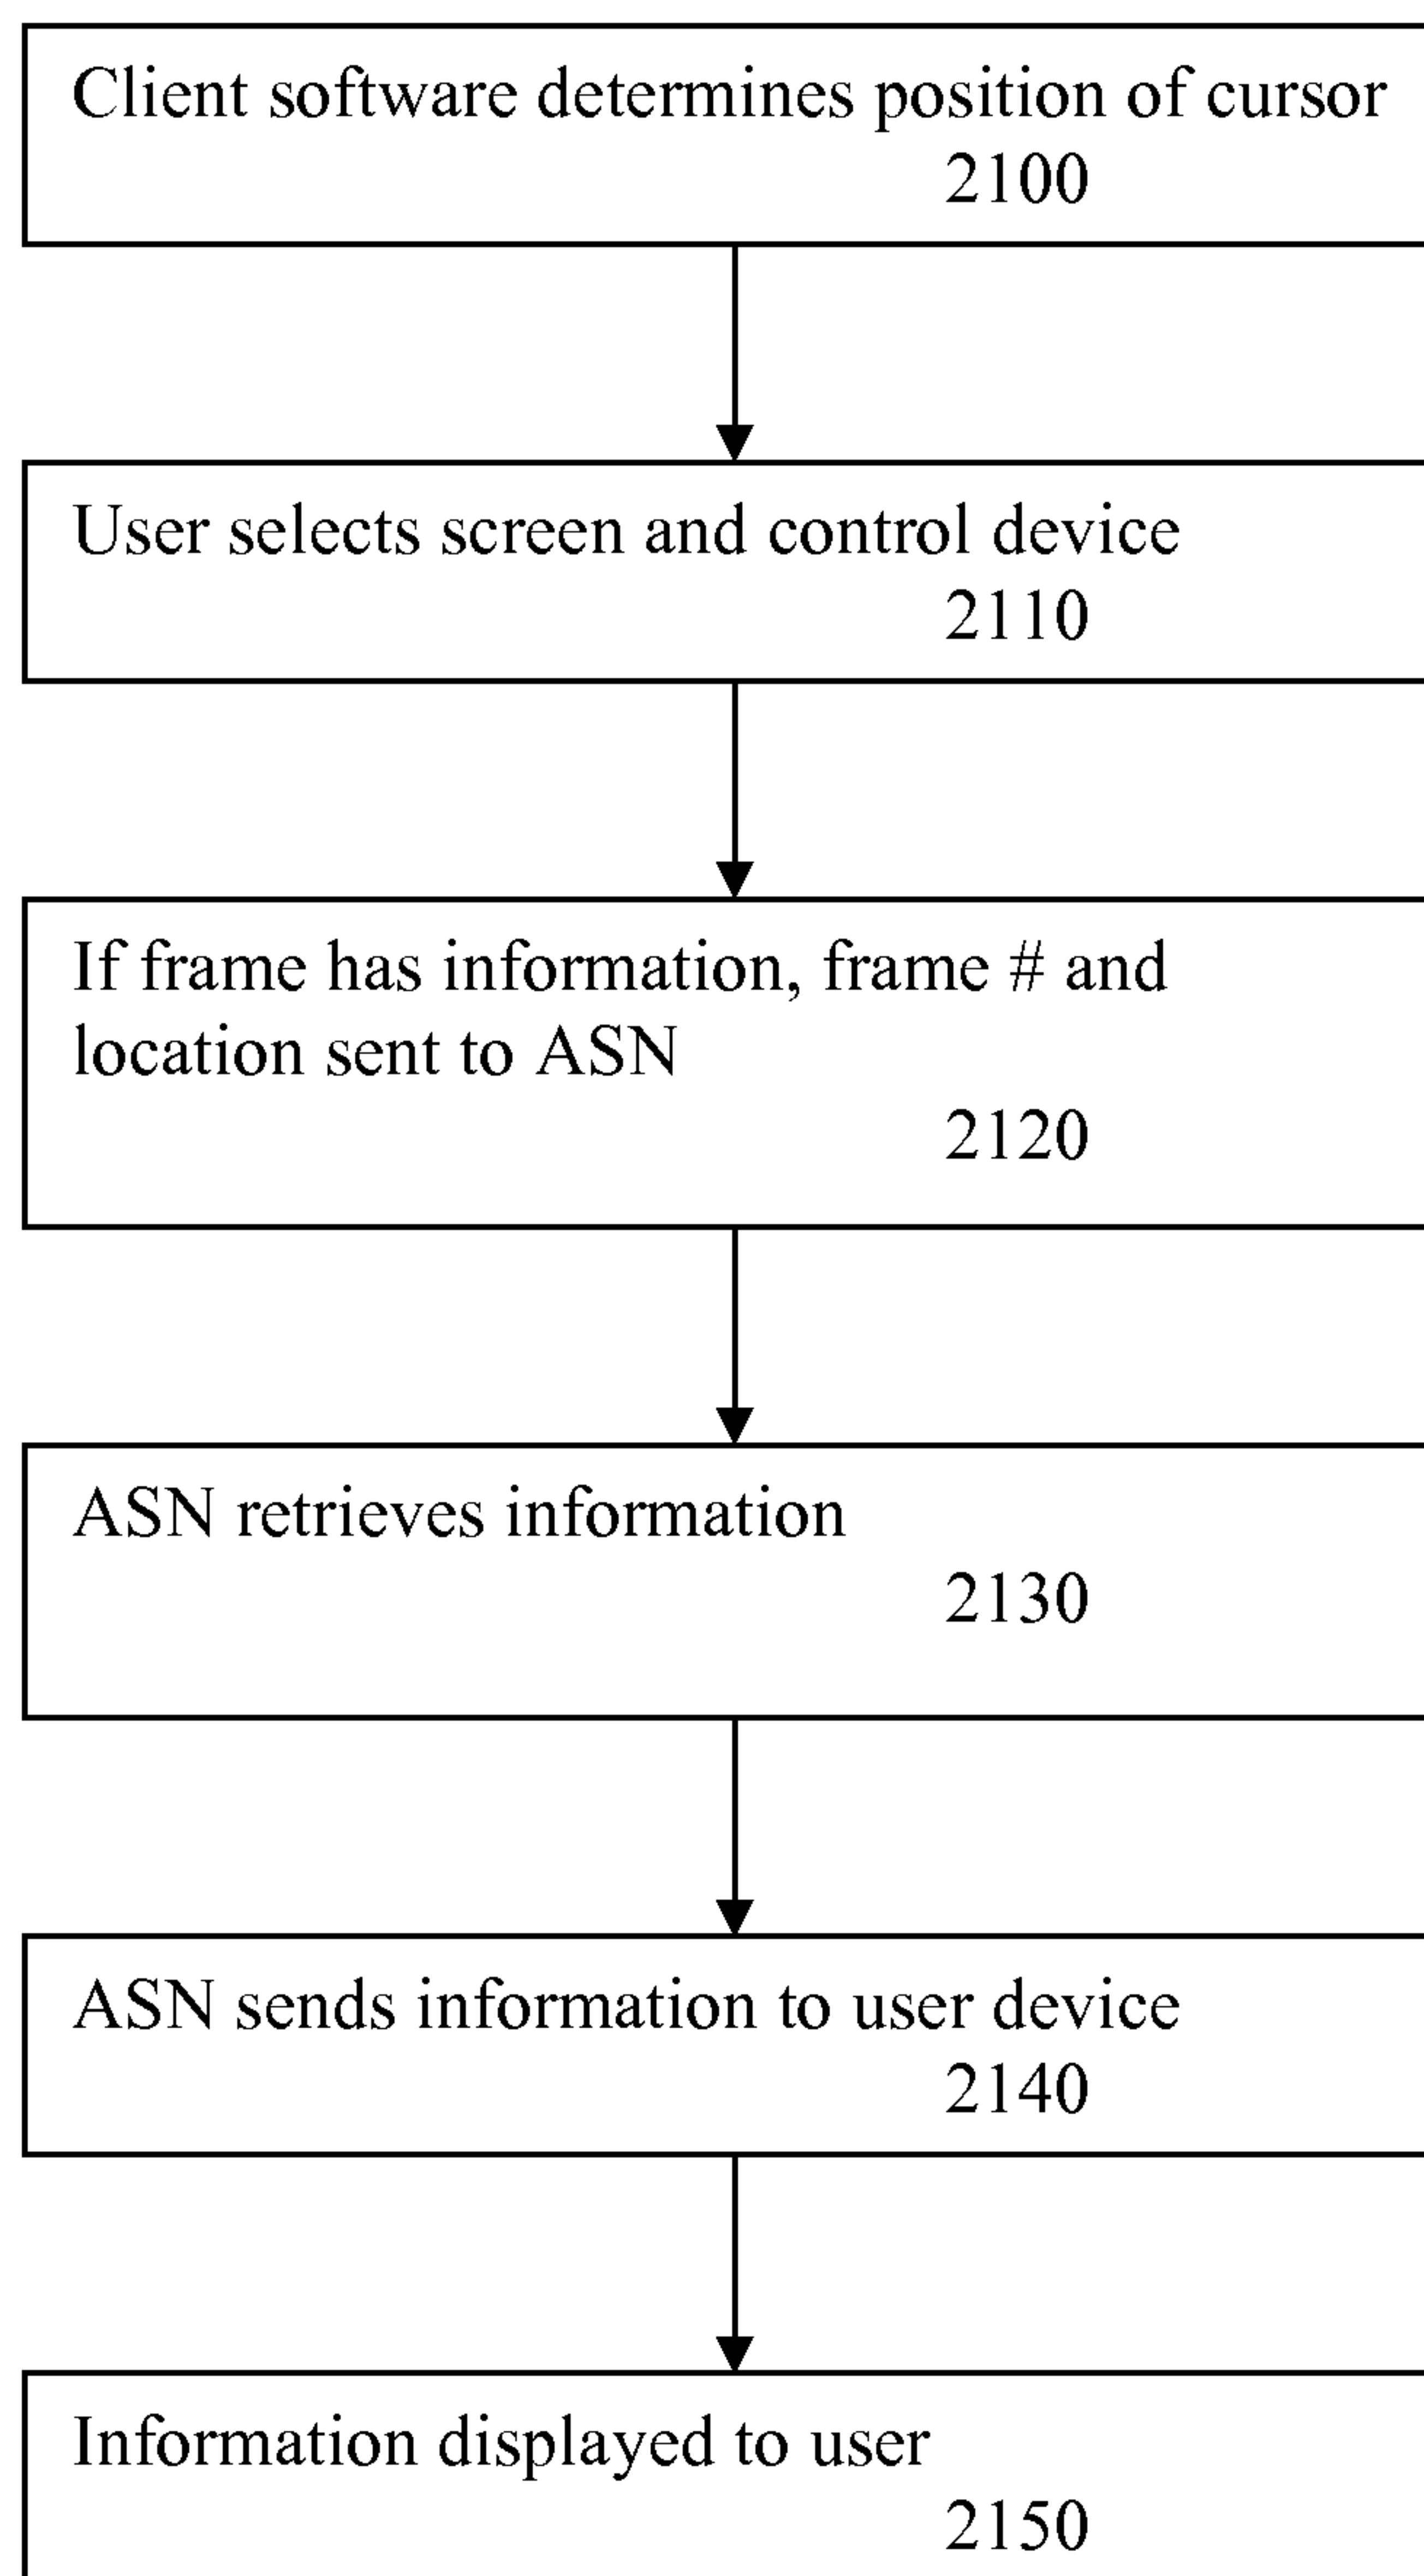 Client software determines position of cursor
2100
User selects screen and control device
2110
If frame has information, frame # and
location sent to ASN
2120
ASN retrieves information
2130
ASN sends information to user device
2140
Information displayed to user
2150